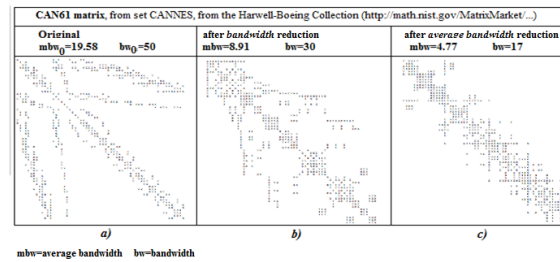 CAN61 matrix, from set CANNES, from the Harwell-Boeing Collection (http://math.nist.gov/MatrixMarket/...)
Original
mbw0=19.58 bw0=50
after bandwidth reduction
mbw=8.91 bw=30
after average bandwidth reduction
mbw=4.77 bw=17
a)
b)
c)
mbw=average bandwidth bw=bandwidth